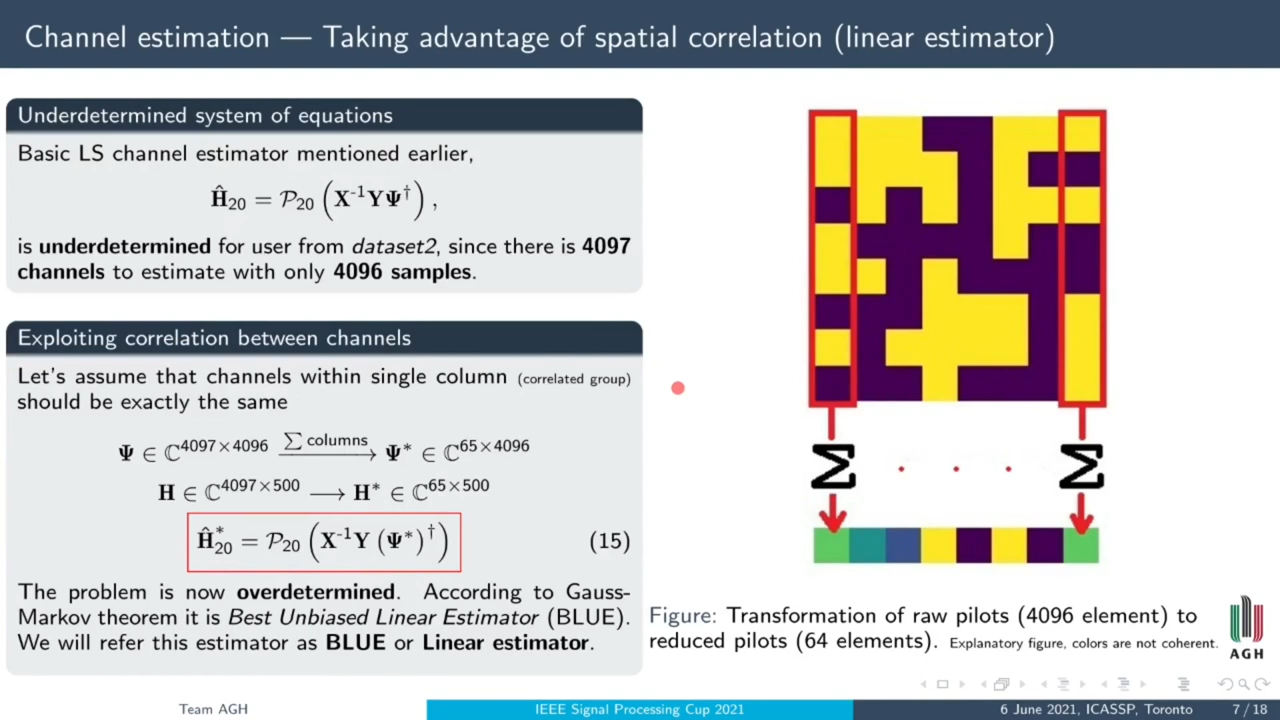 Channel estimation — Taking advantage of spatial correlation (linear estimator)
Underdetermined system of equations
Basic LS channel estimator mentioned earlier,
Ĥ₂₀ = 𝒫₂₀ (X⁻¹YΨ†) ,
is underdetermined for user from dataset2, since there is 4097
channels to estimate with only 4096 samples.
Exploiting correlation between channels
Let's assume that channels within single column (correlated group)
should be exactly the same
Ψ ∈ ℂ^4097×4096 —∑ columns→ Ψ* ∈ ℂ^65×4096
H ∈ ℂ^4097×500 ⟶ H* ∈ ℂ^65×500
Ĥ*₂₀ = 𝒫₂₀ (X⁻¹Y (Ψ*)†) (15)
The problem is now overdetermined. According to Gauss-
Markov theorem it is Best Unbiased Linear Estimator (BLUE).
We will refer this estimator as BLUE or Linear estimator.
Σ . . . Σ
Figure: Transformation of raw pilots (4096 element) to
reduced pilots (64 elements). Explanatory figure, colors are not coherent.
AGH
Team AGH
IEEE Signal Processing Cup 2021
6 June 2021, ICASSP, Toronto
7 / 18